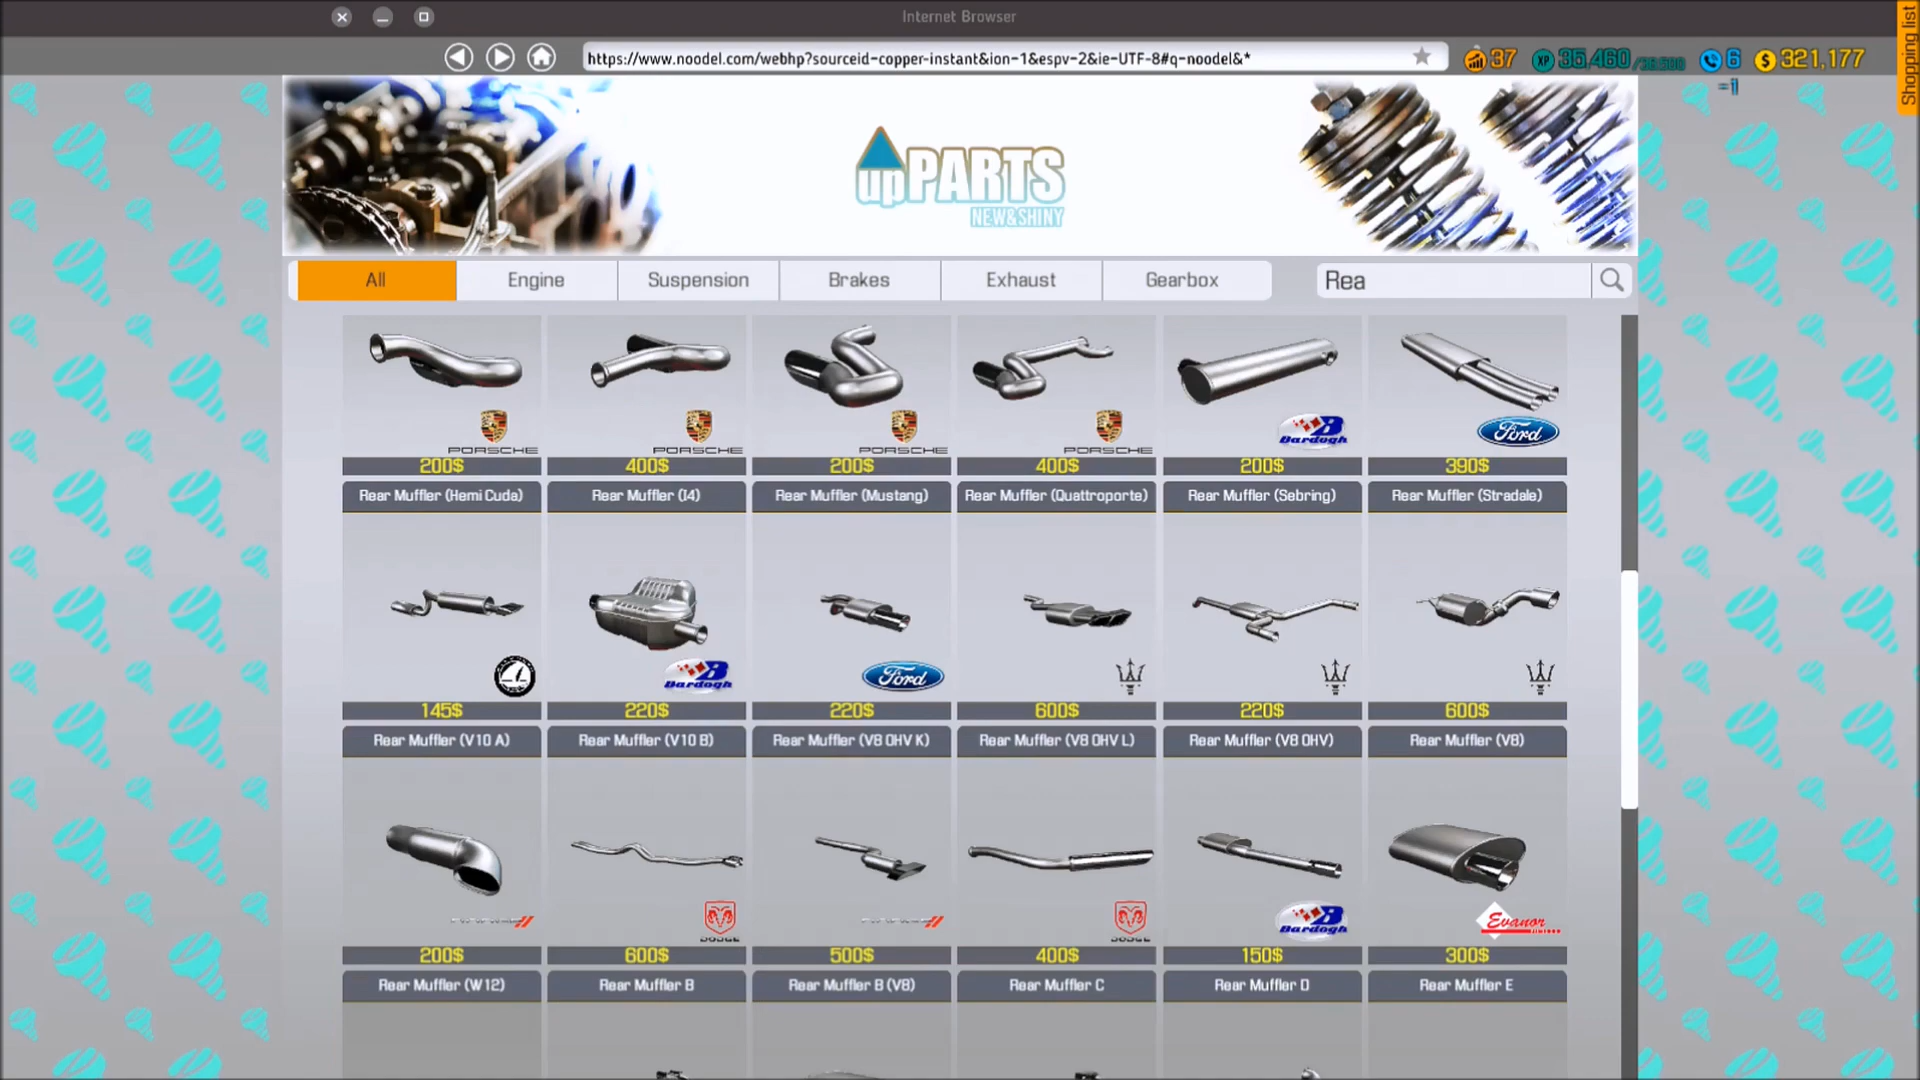 Internet Browser
Shopping list
https://www.noodel.com/webhp?sourceid-copper-instant&ion-1&espv-2&ie-UTF-8#q-noodel&*
37
XP 35,460
6
$ 321,177
-1
upPARTS
NEW&SHINY
All
Engine
Suspension
Brakes
Exhaust
Gearbox
Rea
PORSCHE
PORSCHE
PORSCHE
PORSCHE
Bardogh
Ford
200$
400$
200$
400$
200$
390$
Rear Muffler (Hemi Cuda)
Rear Muffler (I4)
Rear Muffler (Mustang)
Rear Muffler (Quattroporte)
Rear Muffler (Sebring)
Rear Muffler (Stradale)
Bardogh
Ford
145$
220$
220$
600$
220$
600$
Rear Muffler (V10 A)
Rear Muffler (V10 B)
Rear Muffler (V8 OHV K)
Rear Muffler (V8 OHV L)
Rear Muffler (V8 OHV)
Rear Muffler (V8)
DODGE
DODGE
Bardogh
Evanor
200$
600$
500$
400$
150$
300$
Rear Muffler (W12)
Rear Muffler B
Rear Muffler B (V8)
Rear Muffler C
Rear Muffler D
Rear Muffler E